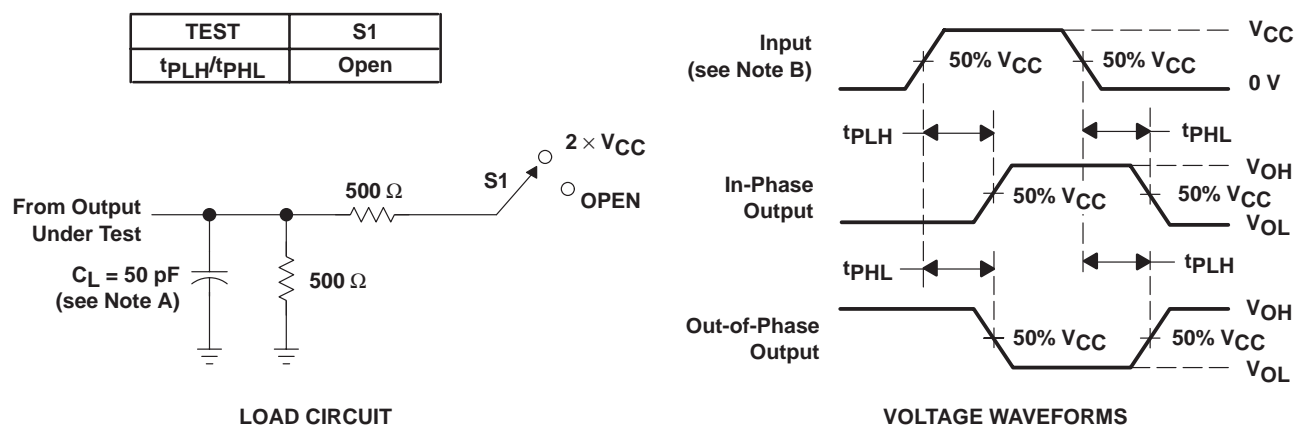 TEST S1
tPLH/tPHL Open
2 × VCC
S1
OPEN
500 Ω
From Output
Under Test
CL = 50 pF
(see Note A)
500 Ω
LOAD CIRCUIT
Input
(see Note B)
50% VCC
50% VCC
VCC
0 V
tPLH
tPHL
In-Phase
Output
50% VCC
50% VCC
VOH
VOL
tPHL
tPLH
Out-of-Phase
Output
50% VCC
50% VCC
VOH
VOL
VOLTAGE WAVEFORMS